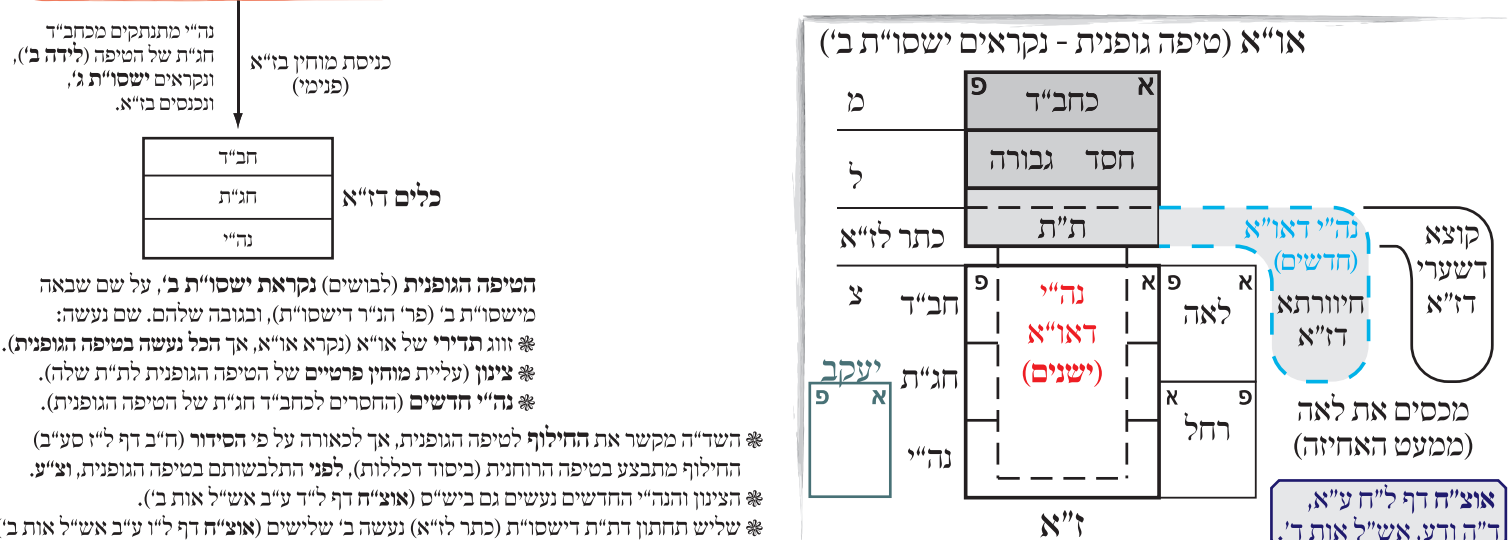 או״א (טיפה גופנית - נקראים ישסו״ת ב׳)
א
פ
כחב״ד
מ
חסד גבורה
ל
ת״ת
כתר לז״א
נה״י דאו״א
(חדשים)
חיוורתא
דז״א
קוצא
דשערי
דז״א
צ
א
פ
נה״י
דאו״א
(ישנים)
חב״ד
חג״ת
נה״י
א
פ
לאה
פ
א
רחל
יעקב
א
פ
ז״א
מכסים את לאה
(ממעט האחיזה)
אוצ״ח דף ל״ח ע״א,
ד״ה ודע. אש״ל אות ד׳.
כניסת מוחין בז״א
(פנימי)
נה״י מתנתקים מכחב״ד
חג״ת של הטיפה (לידה ב׳),
ונקראים ישסו״ת ג׳,
ונכנסים בז״א.
חב״ד
חג״ת
נה״י
כלים דז״א
הטיפה הגופנית (לבושים) נקראת ישסו״ת ב׳, על שם שבאה
מישסו״ת ב׳ (פר׳ הנ״ר דישסו״ת), ובגובה שלהם. שם נעשה:
❃ זווג תדירי של או״א (נקרא או״א, אך הכל נעשה בטיפה הגופנית).
❃ צינון (עליית מוחין פרטיים של הטיפה הגופנית לת״ת שלה).
❃ נה״י חדשים (החסרים לכחב״ד חג״ת של הטיפה הגופנית).
❃ השד״ה מקשר את החילוף לטיפה הגופנית, אך לכאורה על פי הסידור (ח״ב דף ל״ז סע״ב)
החילוף מתבצע בטיפה הרוחנית (ביסוד דכללות), לפני התלבשותם בטיפה הגופנית, וצ״ע.
❃ הצינון והנה״י החדשים נעשים גם ביש״ס (אוצ״ח דף ל״ד ע״ב אש״ל אות ב׳).
❃ שליש תחתון דת״ת דישסו״ת (כתר לז״א) נעשה ב׳ שלישים (אוצ״ח דף ל״ו ע״ב אש״ל אות ב׳)